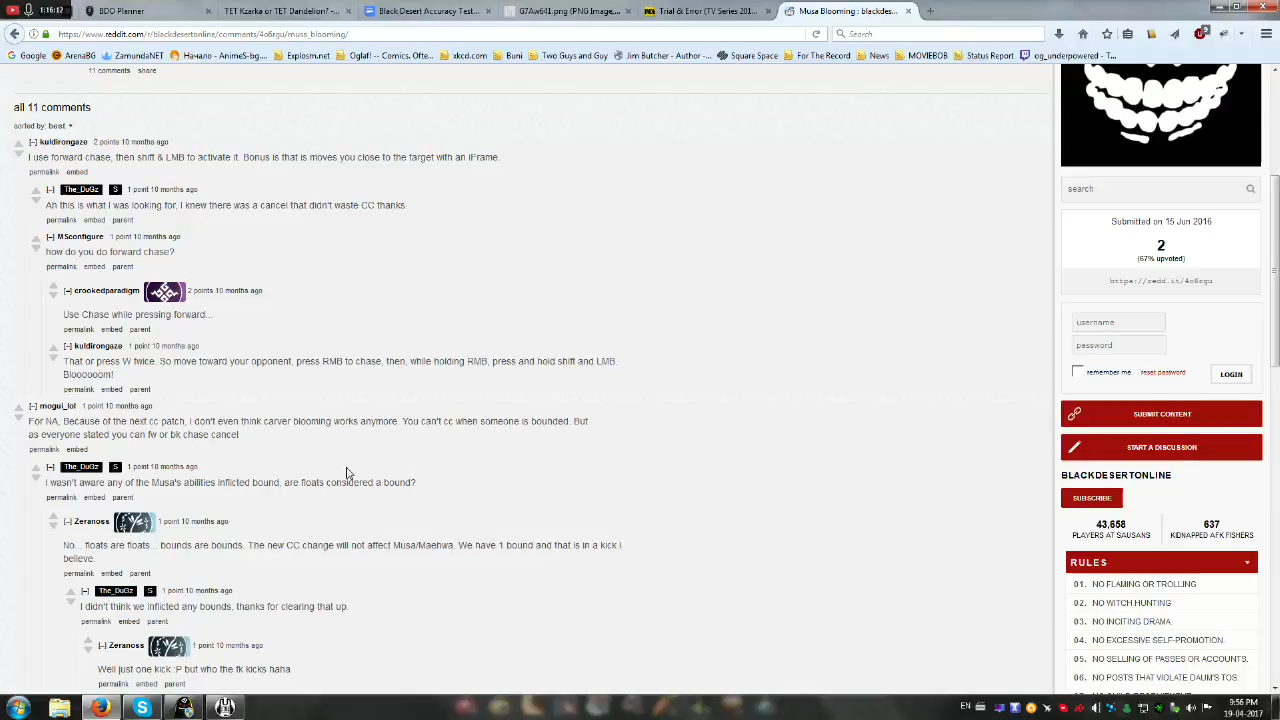 1:16:12
BDO Planner
TET Kzarka or TET Dandelion? -...
Black Desert Accuracy Test...
G7Aw641.png (PNG Image, ...
Trial & Error (TV Series 201...
Musa Blooming : blackdes...
https://www.reddit.com/r/blackdesertonline/comments/4o6rgu/musa_blooming/
Search
Google
ArenaBG
ZamundaNET
Начало - AnimeS-bg....
Explosm.net
Oglaf! -- Comics, Ofte...
xkcd.com
Buni
Two Guys and Guy
Jim Butcher - Author -...
Square Space
For The Record
News
MOVIEBOB
Status Report
og_underpowered - T...
11 comments share
all 11 comments
sorted by: best
[–] kuldirongaze 2 points 10 months ago
I use forward chase, then shift & LMB to activate it. Bonus is that is moves you close to the target with an iFrame.
permalink embed
[–] The_DuGz S 1 point 10 months ago
Ah this is what I was looking for, I knew there was a cancel that didn't waste CC thanks.
permalink embed parent
[–] MSconfigure 1 point 10 months ago
how do you do forward chase?
permalink embed parent
[–] crookedparadigm 2 points 10 months ago
Use Chase while pressing forward...
permalink embed parent
[–] kuldirongaze 1 point 10 months ago
That or press W twice. So move toward your opponent, press RMB to chase, then, while holding RMB, press and hold shift and LMB.
Bloooooom!
permalink embed parent
[–] mogui_lol 1 point 10 months ago
For NA, Because of the next cc patch, I don't even think carver blooming works anymore. You can't cc when someone is bounded. But
as everyone stated you can fw or bk chase cancel
permalink embed
[–] The_DuGz S 1 point 10 months ago
I wasn't aware any of the Musa's abilities inflicted bound, are floats considered a bound?
permalink embed parent
[–] Zeranoss 1 point 10 months ago
No... floats are floats... bounds are bounds. The new CC change will not affect Musa/Maehwa. We have 1 bound and that is in a kick i
believe.
permalink embed parent
[–] The_DuGz S 1 point 10 months ago
I didn't think we inflicted any bounds, thanks for clearing that up.
permalink embed parent
[–] Zeranoss 1 point 10 months ago
Well just one kick :P but who the fk kicks haha
permalink embed parent
search
Submitted on 15 Jun 2016
2
(67% upvoted)
https://redd.it/4o6rgu
username
password
remember me reset password LOGIN
SUBMIT CONTENT
START A DISCUSSION
BLACKDESERTONLINE
SUBSCRIBE
43,658 637
PLAYERS AT SAUSANS KIDNAPPED AFK FISHERS
RULES
01. NO FLAMING OR TROLLING
02. NO WITCH HUNTING
03. NO INCITING DRAMA.
04. NO EXCESSIVE SELF-PROMOTION.
05. NO SELLING OF PASSES OR ACCOUNTS.
06. NO POSTS THAT VIOLATE DAUM'S TOS.
EN
9:56 PM
19-04-2017